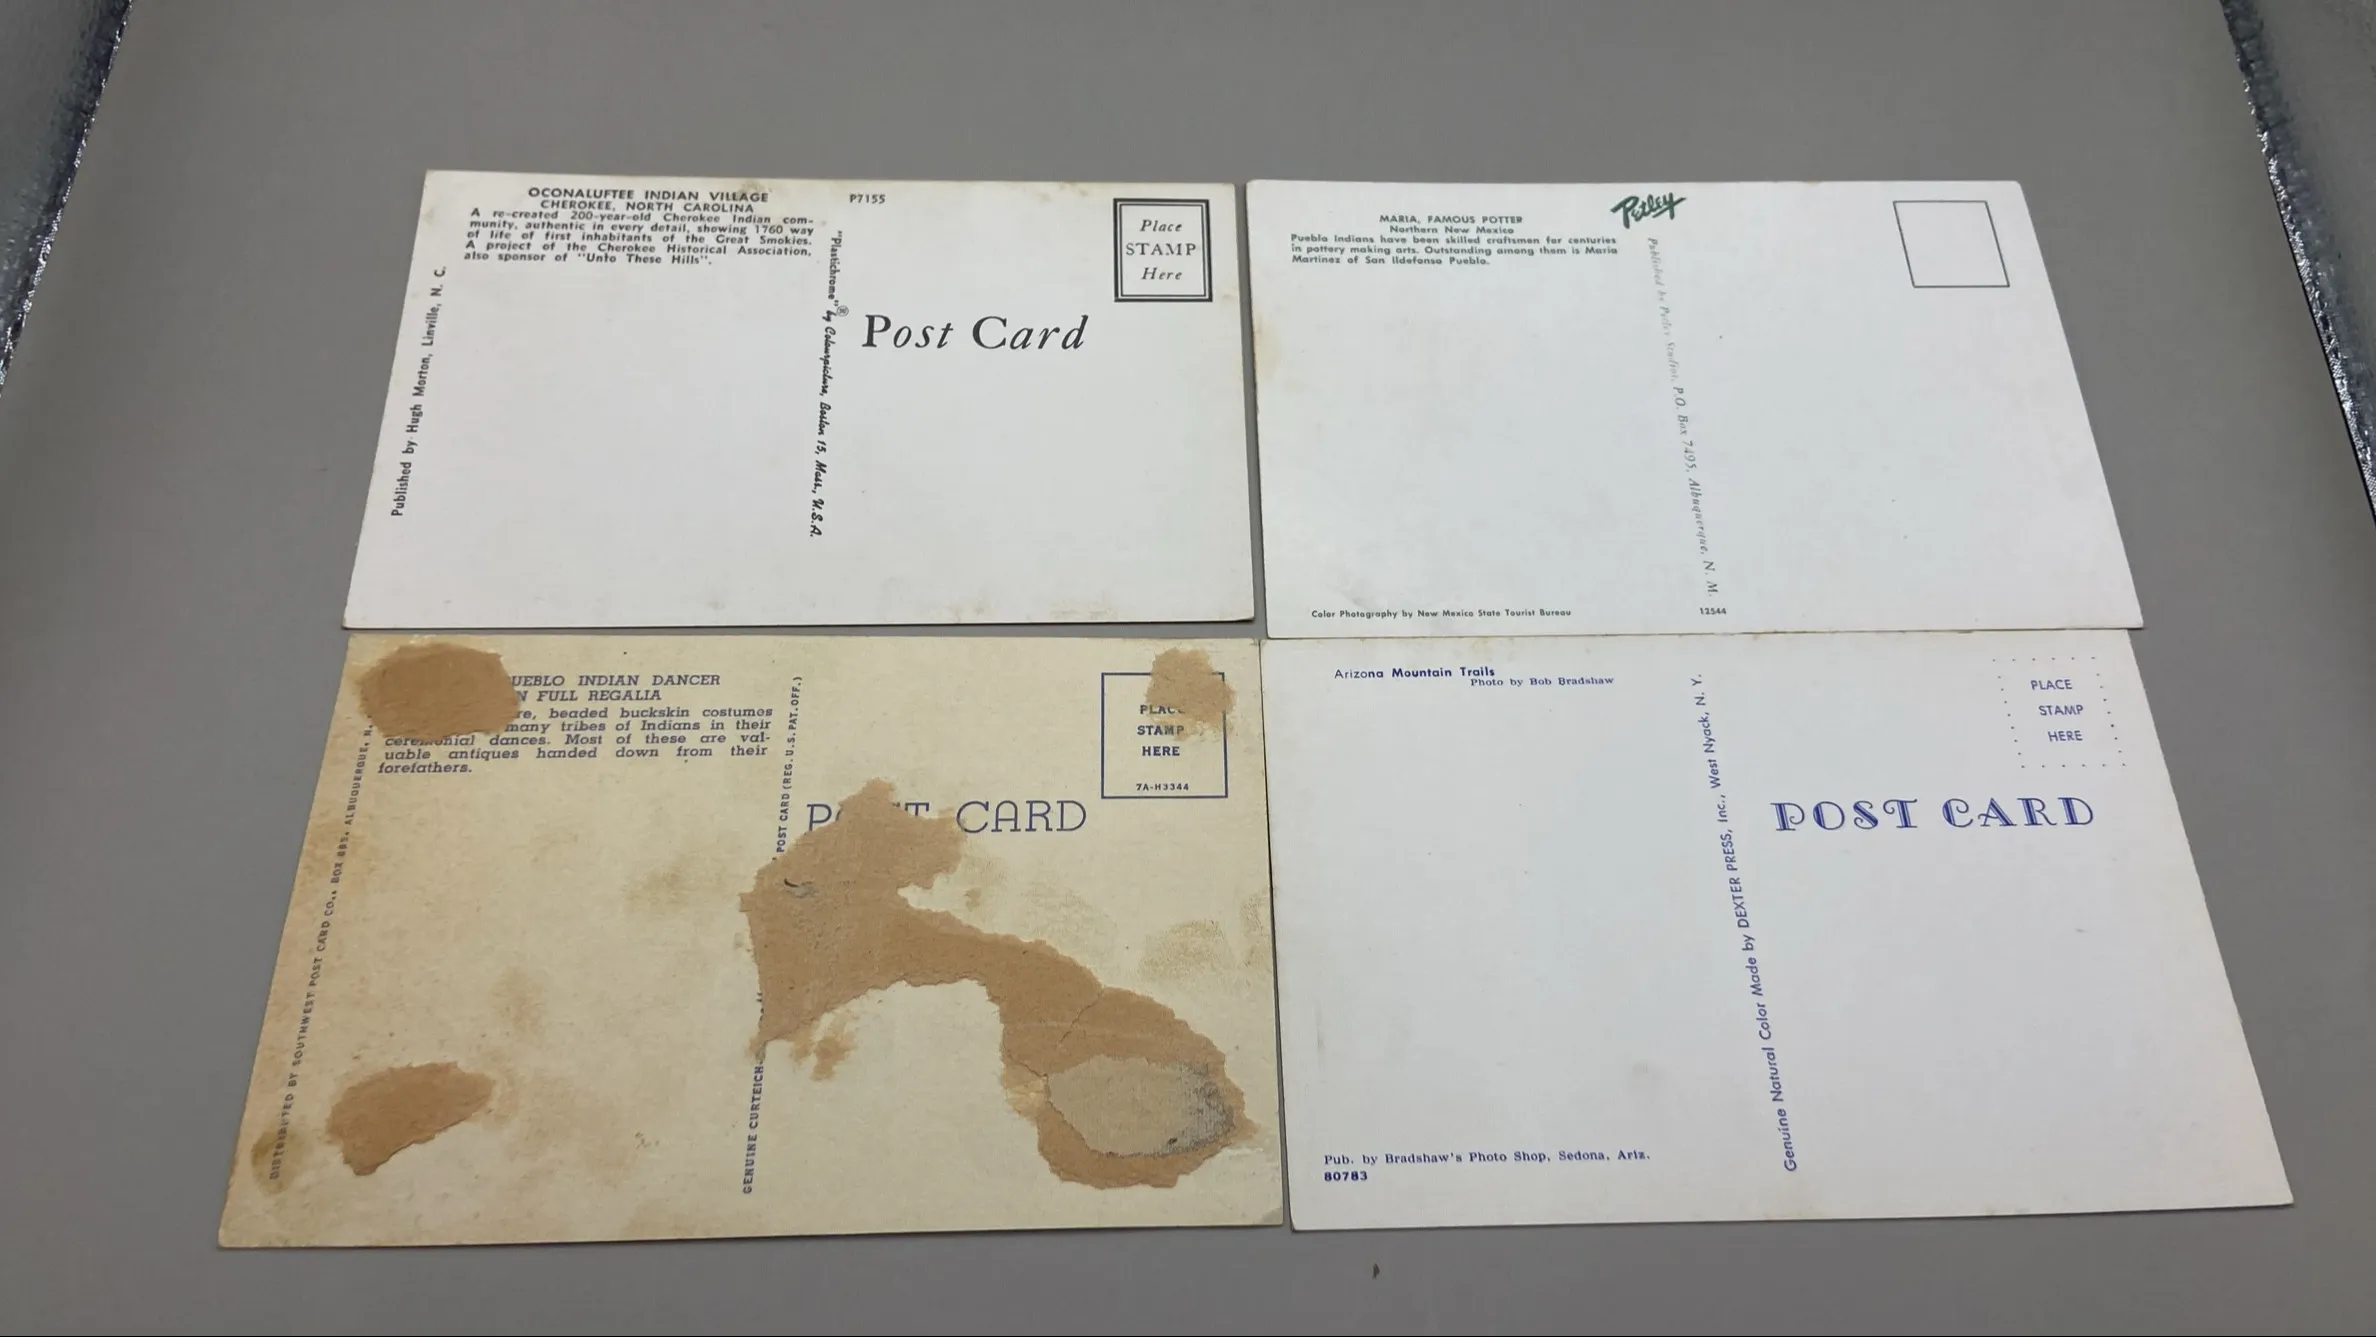 OCONALUFTEE INDIAN VILLAGE
CHEROKEE, NORTH CAROLINA
A re-created 200-year-old Cherokee Indian com-
munity, authentic in every detail, showing 1760 way
of life of first inhabitants of the Great Smokies.
A project of the Cherokee Historical Association,
also sponsor of "Unto These Hills".
P7155
Place
STAMP
Here
Post Card
Published by Hugh Morton, Linville, N. C.
"Plastichrome"® by Colourpicture, Boston 15, Mass., U.S.A.
MARIA, FAMOUS POTTER
Northern New Mexico
Pueblo Indians have been skilled craftsmen for centuries
in pottery making arts. Outstanding among them is Maria
Martinez of San Ildefonso Pueblo.
Petley
Published by Petley Studios, P.O. Box 7495, Albuquerque, N. M.
Color Photography by New Mexico State Tourist Bureau
12544
UEBLO INDIAN DANCER
N FULL REGALIA
re, beaded buckskin costumes
many tribes of Indians in their
ceremonial dances. Most of these are val-
uable antiques handed down from their
forefathers.
DISTRIBUTED BY SOUTHWEST POST CARD CO., BOX 685, ALBUQUERQUE, N.
GENUINE CURTEICH-
POST CARD (REG. U.S. PAT. OFF.)
PLACE
STAMP
HERE
7A-H3344
POST CARD
Arizona Mountain Trails
Photo by Bob Bradshaw
PLACE
STAMP
HERE
POST CARD
Genuine Natural Color Made by DEXTER PRESS, Inc., West Nyack, N. Y.
Pub. by Bradshaw's Photo Shop, Sedona, Ariz.
80783